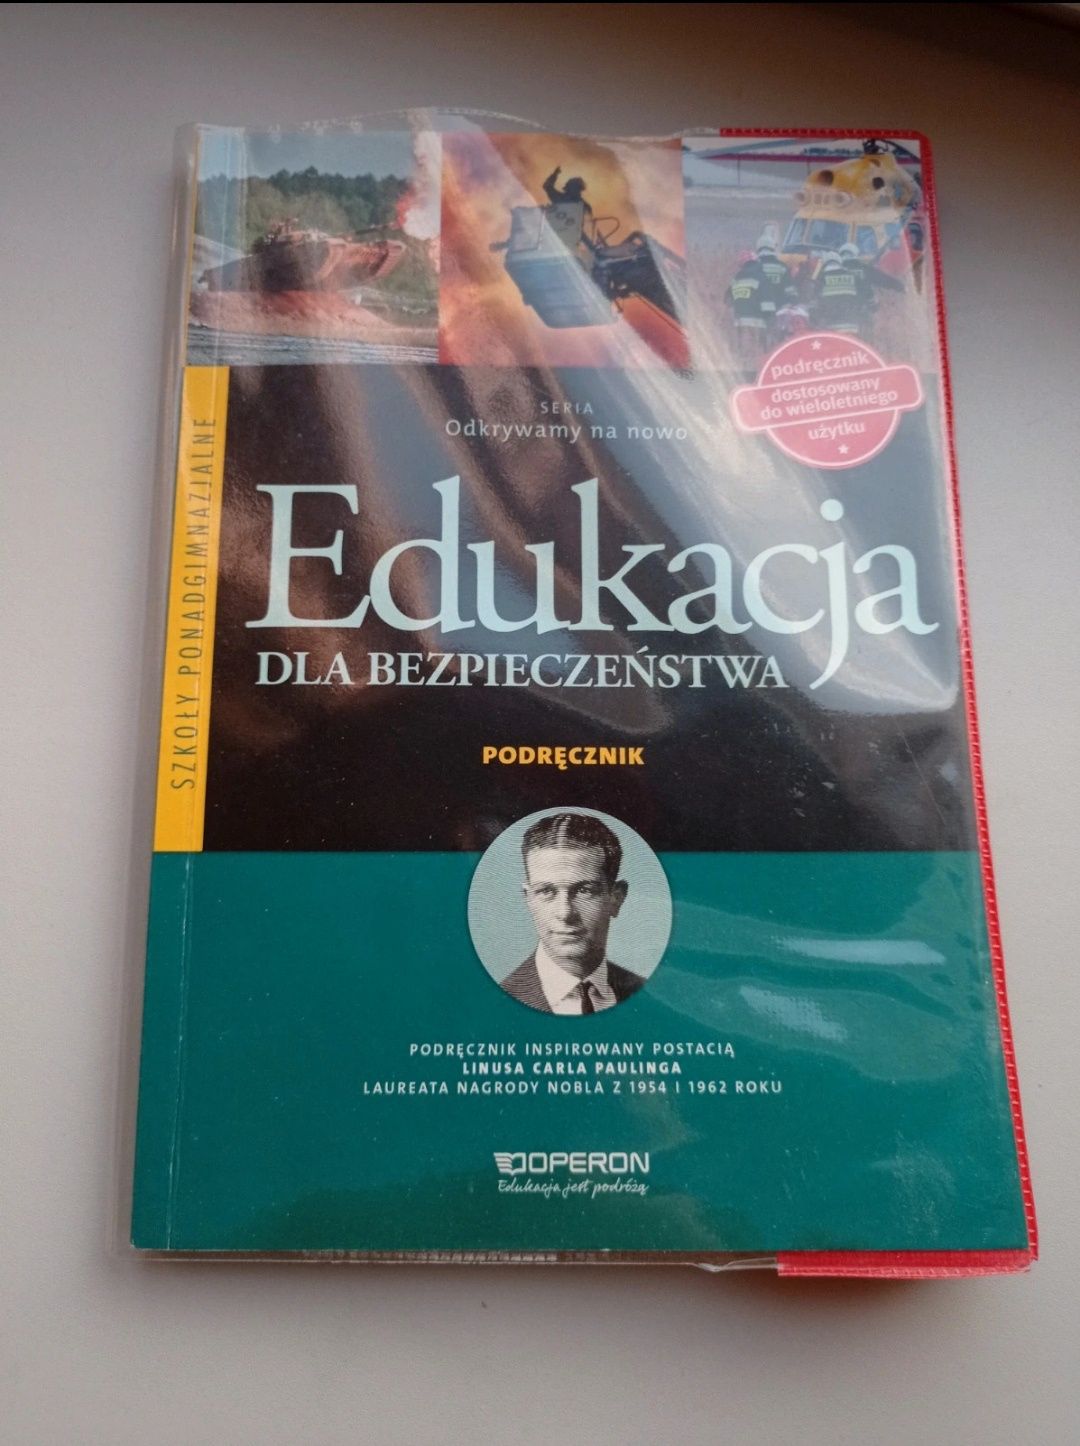 SERIA
Odkrywamy na nowo
podręcznik
dostosowany
do wieloletniego
użytku
SZKOŁY PONADGIMNAZJALNE
Edukacja
DLA BEZPIECZEŃSTWA
PODRĘCZNIK
PODRĘCZNIK INSPIROWANY POSTACIĄ
LINUSA CARLA PAULINGA
LAUREATA NAGRODY NOBLA Z 1954 I 1962 ROKU
OPERON
Edukacja jest podróżą